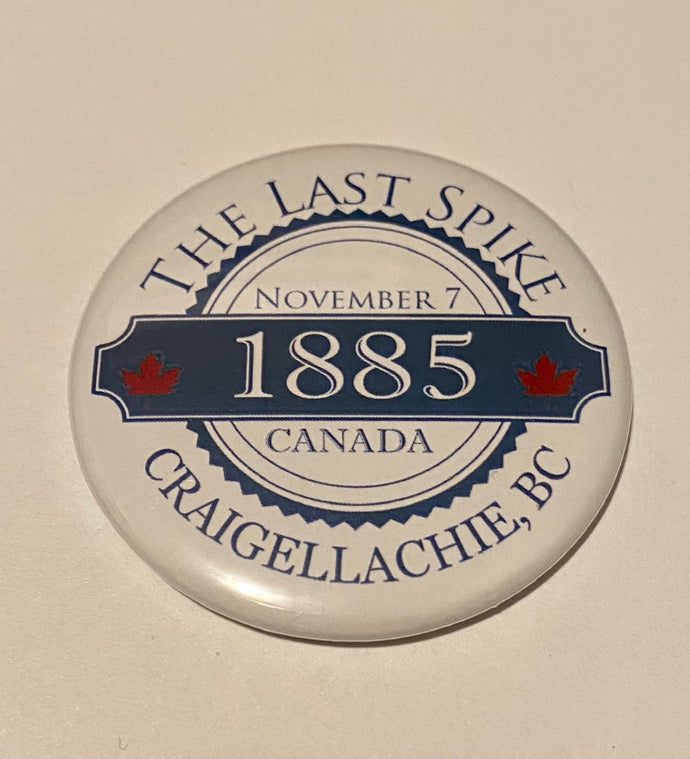 THE LAST SPIKE
NOVEMBER 7
1885
CANADA
CRAIGELLACHIE, BC